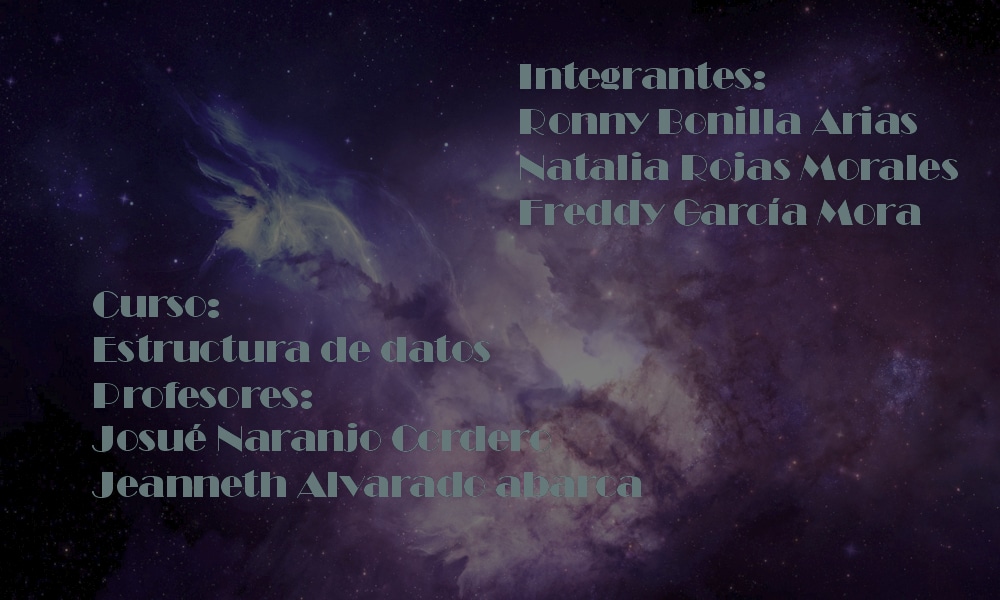 Integrantes:
Ronny Bonilla Arias
Natalia Rojas Morales
Freddy García Mora
Curso:
Estructura de datos
Profesores:
Josué Naranjo Cordero
Jeanneth Alvarado abarca